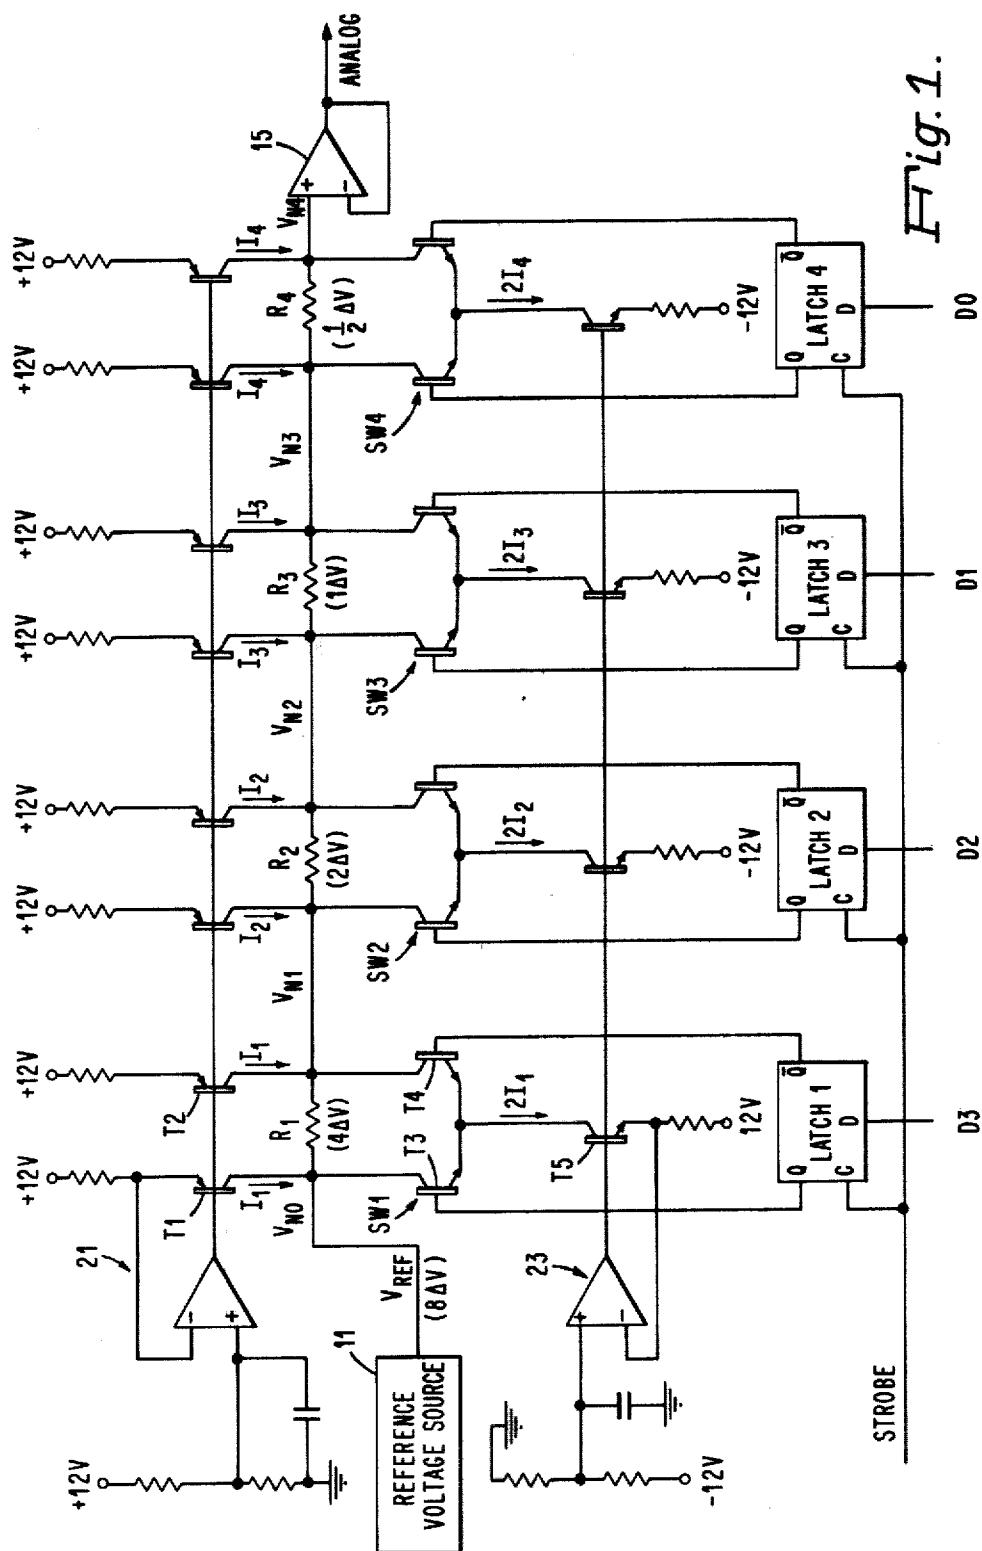 +12V
+12V
+12V
+12V
+12V
+12V
+12V
+12V
+12V
21
T1
T2
I1
I1
I2
I2
I3
I3
I4
I4
15
ANALOG
VN0
R1
(4ΔV)
VN1
R2
(2ΔV)
VN2
R3
(1ΔV)
VN3
R4
(1/2 ΔV)
VN4
+
-
-
+
11
REFERENCE
VOLTAGE SOURCE
VREF
(8ΔV)
SW1
T3
T4
SW2
SW3
SW4
2I1
2I2
2I3
2I4
23
+
-
T5
-12V
12V
-12V
-12V
-12V
Q
LATCH 1
Q̅
C
D
Q
LATCH 2
Q̅
C
D
Q
LATCH 3
Q̅
C
D
Q
LATCH 4
Q̅
C
D
STROBE
D3
D2
D1
D0
Fig. 1.